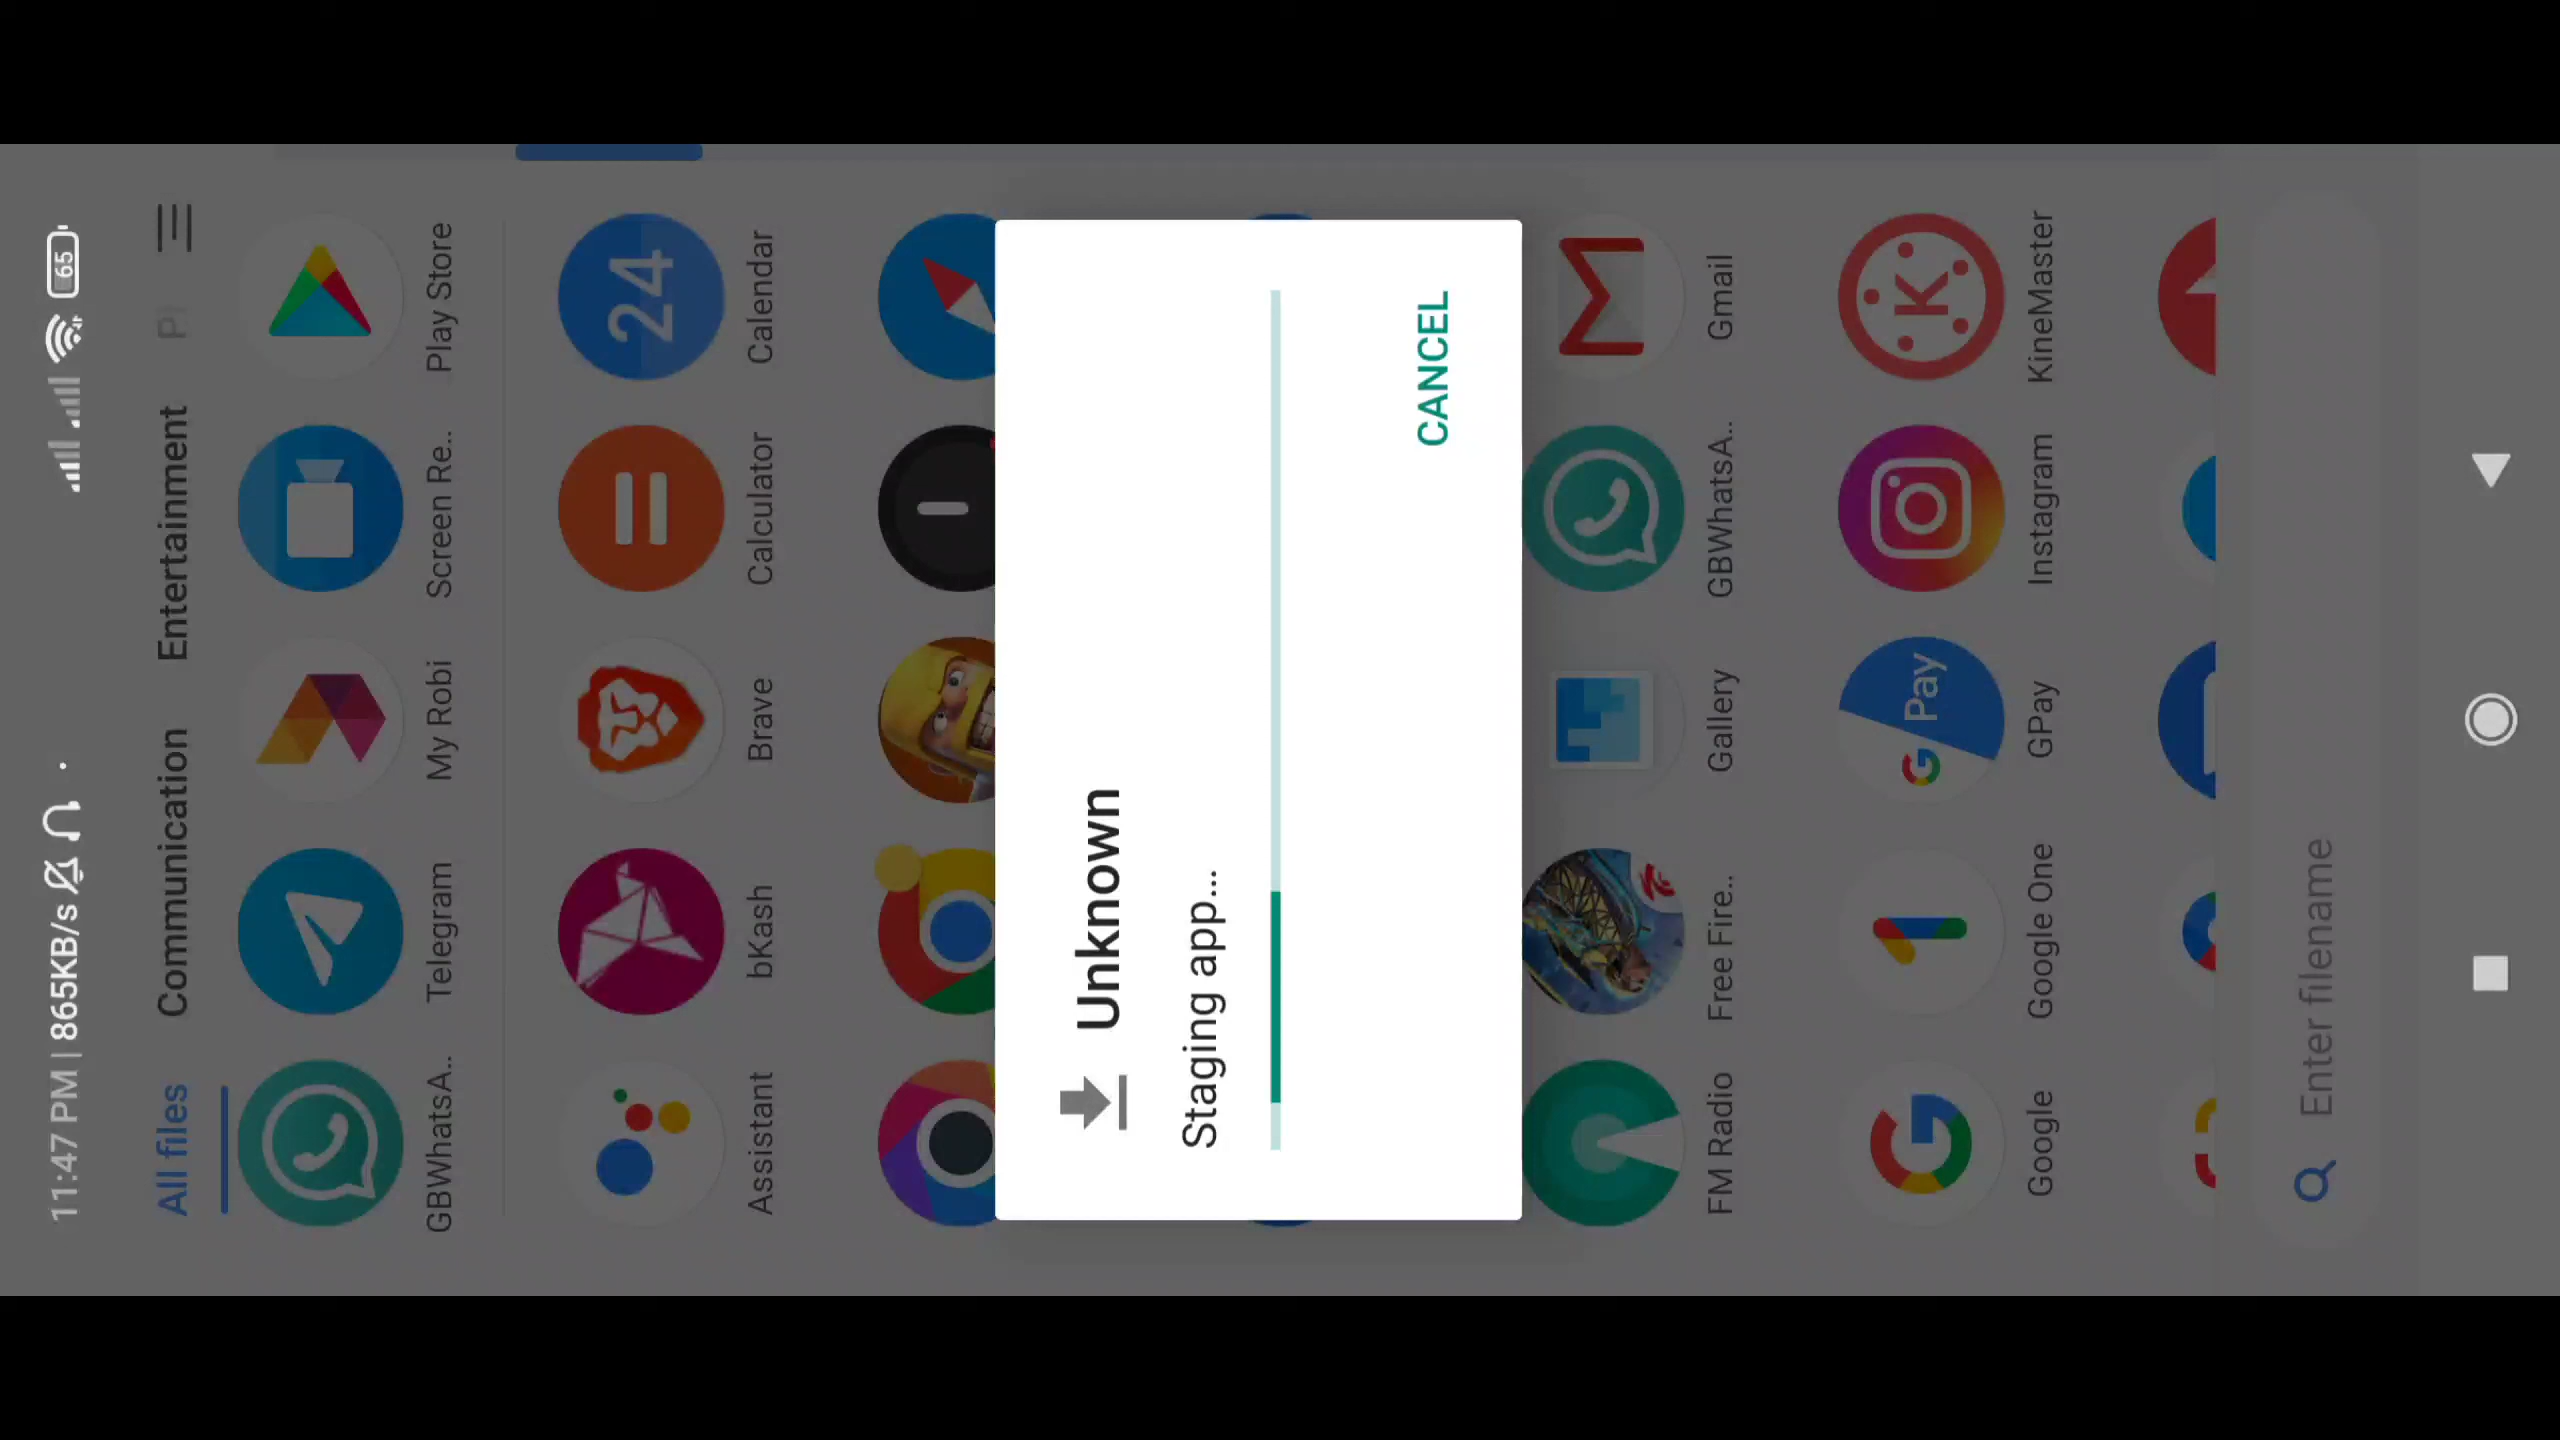 11:47 PM | 865KB/s
65
All files Communication Entertainment
GBWhatsA.. Telegram My Robi Screen Re.. Play Store
24
Assistant bKash Brave Calculator Calendar
Unknown
Staging app...
CANCEL
FM Radio Free Fire.. Gallery GBWhatsA.. Gmail
G Pay
K
Google Google One GPay Instagram KineMaster
Enter filename